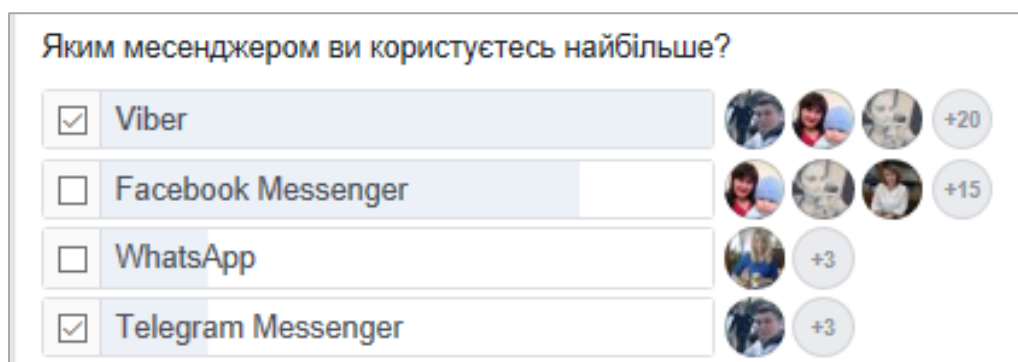 Яким месенджером ви користуєтесь найбільше?
Viber +20
Facebook Messenger +15
WhatsApp +3
Telegram Messenger +3